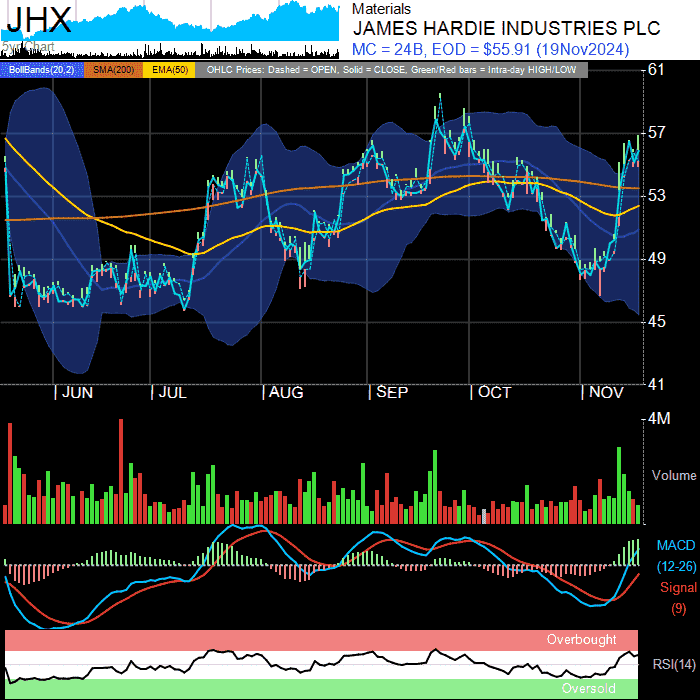 JHX
5yr Chart
Materials
JAMES HARDIE INDUSTRIES PLC
MC = 24B, EOD = $55.91 (19Nov2024)
BollBands(20,2) SMA(200) EMA(50) OHLC Prices: Dashed = OPEN, Solid = CLOSE, Green/Red bars = Intra-day HIGH/LOW
61
57
53
49
45
41
JUN JUL AUG SEP OCT NOV
4M
Volume
MACD
(12-26)
Signal
(9)
Overbought
RSI(14)
Oversold